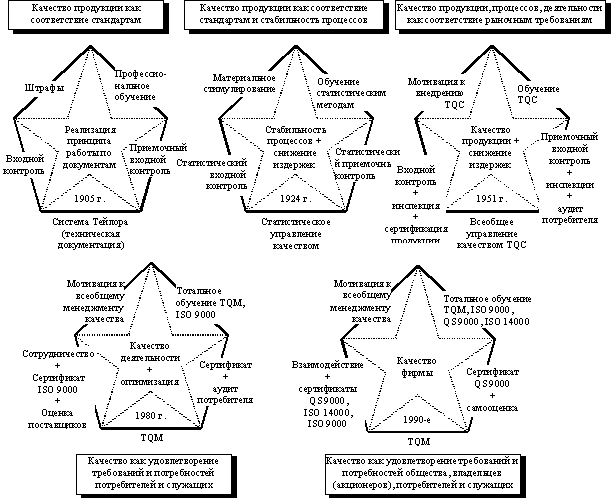 Качество продукции как
соответствие стандартам
Качество продукции как соответствие
стандартам и стабильность процессов
Качество продукции, процессов, деятельности
как соответствие рыночным требованиям
Штрафы
Профессио-
нальное
обучение
Реализация
принципа
работы по
документам
Входной
контроль
Приемочный
входной
контроль
1905 г.
Система Тейлора
(техническая
документация)
Материальное
стимулирование
Обучение
статистическим
методам
Стабильность
процессов +
снижение
издержек
Статистический
входной
контроль
Статистически
й приемочны
контроль
1924 г.
Статистическое
управление
качеством
Мотивация к
внедрению
TQC
Обучение
TQC
Качество
продукции +
снижение
издержек
Входной
контроль
+
инспекция
+
сертификация
продукции
Приемочный
входной
контроль
+
инспекции
+
аудит
потребителя
1951 г.
Всеобщее
управление
качеством TQC
Мотивация к
всеобщему
менеджменту
качества
Тотальное
обучение TQM,
ISO 9000
Качество
деятельности
+
оптимизация
Сотрудничество
+
Сертификат
ISO 9000
+
Оценка
поставщиков
Сертификат
+
аудит
потребителя
1980 г.
TQM
Качество как удовлетворение
требований и потребностей
потребителей и служащих
Мотивация к
всеобщему
менеджменту
качества
Тотальное обучение
TQM, ISO 9000 ,
QS9000 , ISO 14000
Качество
фирмы
Взаимодействие
+
сертификаты
QS9000 ,
ISO 14000,
ISO 9000
Сертификат
QS9000
+
самооценка
1990-е
TQM
Качество как удовлетворение требований и
потребностей общества, владельцев
(акционеров), потребителей и служащих